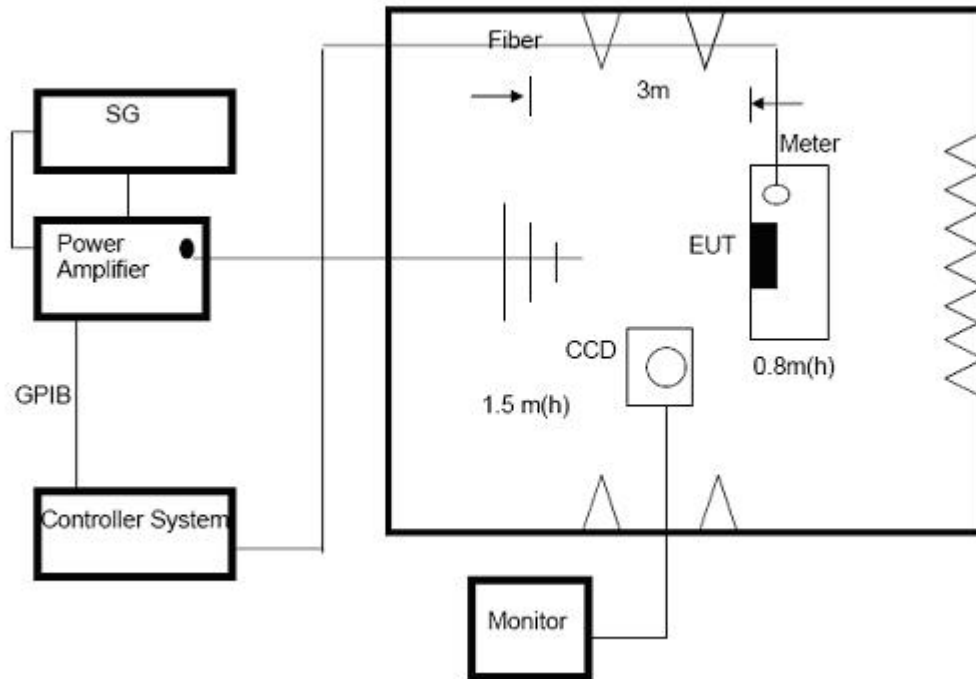 Fiber
3m
SG
Meter
Power
Amplifier
EUT
CCD
0.8m(h)
GPIB
1.5 m(h)
Controller System
Monitor